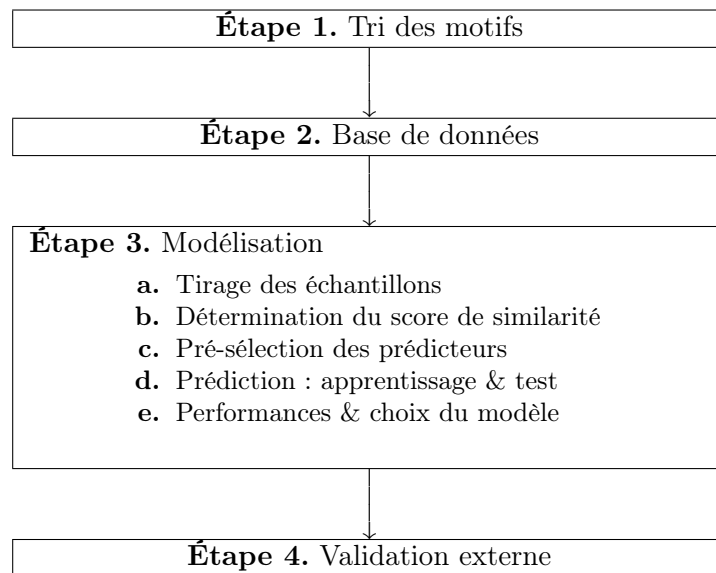 Étape 1. Tri des motifs
Étape 2. Base de données
Étape 3. Modélisation
a. Tirage des échantillons
b. Détermination du score de similarité
c. Pré-sélection des prédicteurs
d. Prédiction : apprentissage & test
e. Performances & choix du modèle
Étape 4. Validation externe